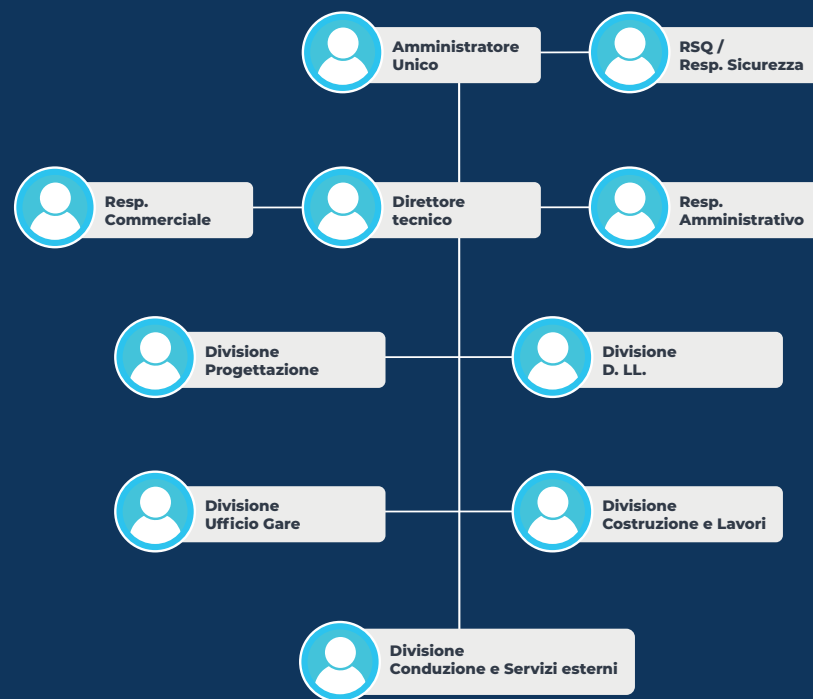 Amministratore
Unico
RSQ /
Resp. Sicurezza
Resp.
Commerciale
Direttore
tecnico
Resp.
Amministrativo
Divisione
Progettazione
Divisione
D. LL.
Divisione
Ufficio Gare
Divisione
Costruzione e Lavori
Divisione
Conduzione e Servizi esterni